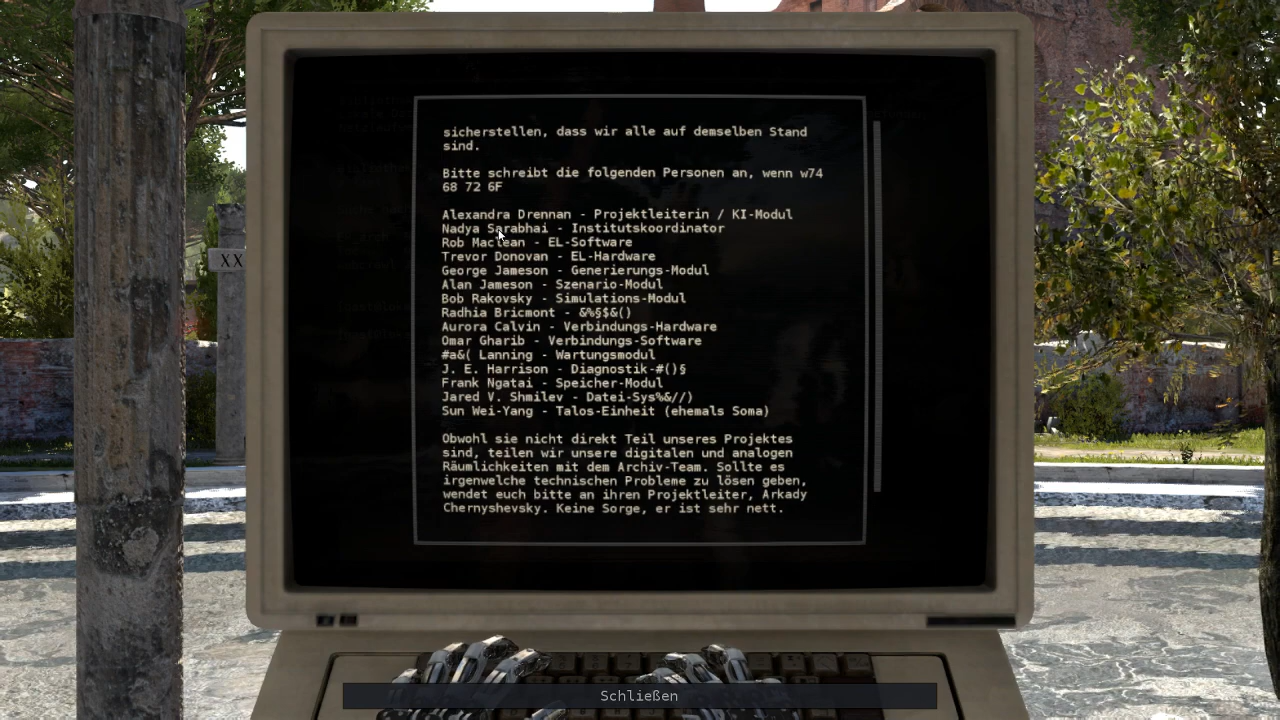 sicherstellen, dass wir alle auf demselben Stand
sind.
Bitte schreibt die folgenden Personen an, wenn w74
68 72 6F
Alexandra Drennan - Projektleiterin / KI-Modul
Nadya Sarabhai - Institutskoordinator
Rob Maclean - EL-Software
Trevor Donovan - EL-Hardware
George Jameson - Generierungs-Modul
Alan Jameson - Szenario-Modul
Bob Rakovsky - Simulations-Modul
Radhia Bricmont - &%§$&()
Aurora Calvin - Verbindungs-Hardware
Omar Gharib - Verbindungs-Software
#a&( Lanning - Wartungsmodul
J. E. Harrison - Diagnostik-#()§
Frank Ngatai - Speicher-Modul
Jared V. Shmilev - Datei-Sys%&//)
Sun Wei-Yang - Talos-Einheit (ehemals Soma)
Obwohl sie nicht direkt Teil unseres Projektes
sind, teilen wir unsere digitalen und analogen
Räumlichkeiten mit dem Archiv-Team. Sollte es
irgenwelche technischen Probleme zu lösen geben,
wendet euch bitte an ihren Projektleiter, Arkady
Chernyshevsky. Keine Sorge, er ist sehr nett.
XX
Schließen